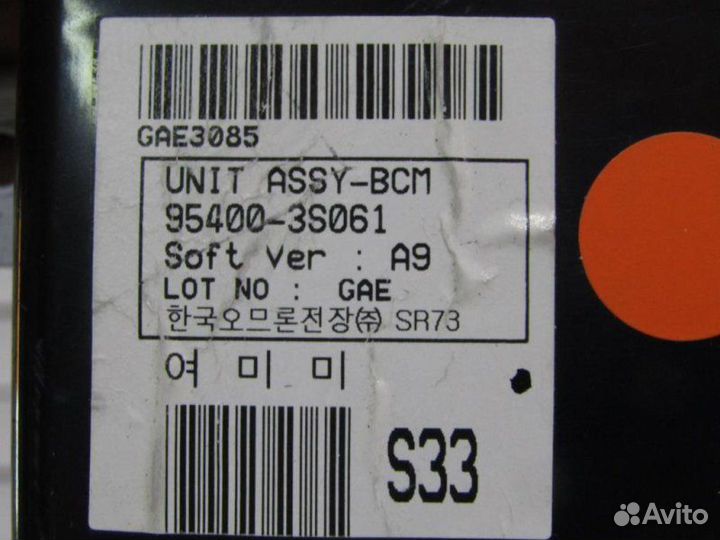 GAE3085
UNIT ASSY-BCM
95400-3S061
Soft Ver : A9
LOT NO : GAE
한국오므론전장㈜ SR73
여 미 미
S33
Avito